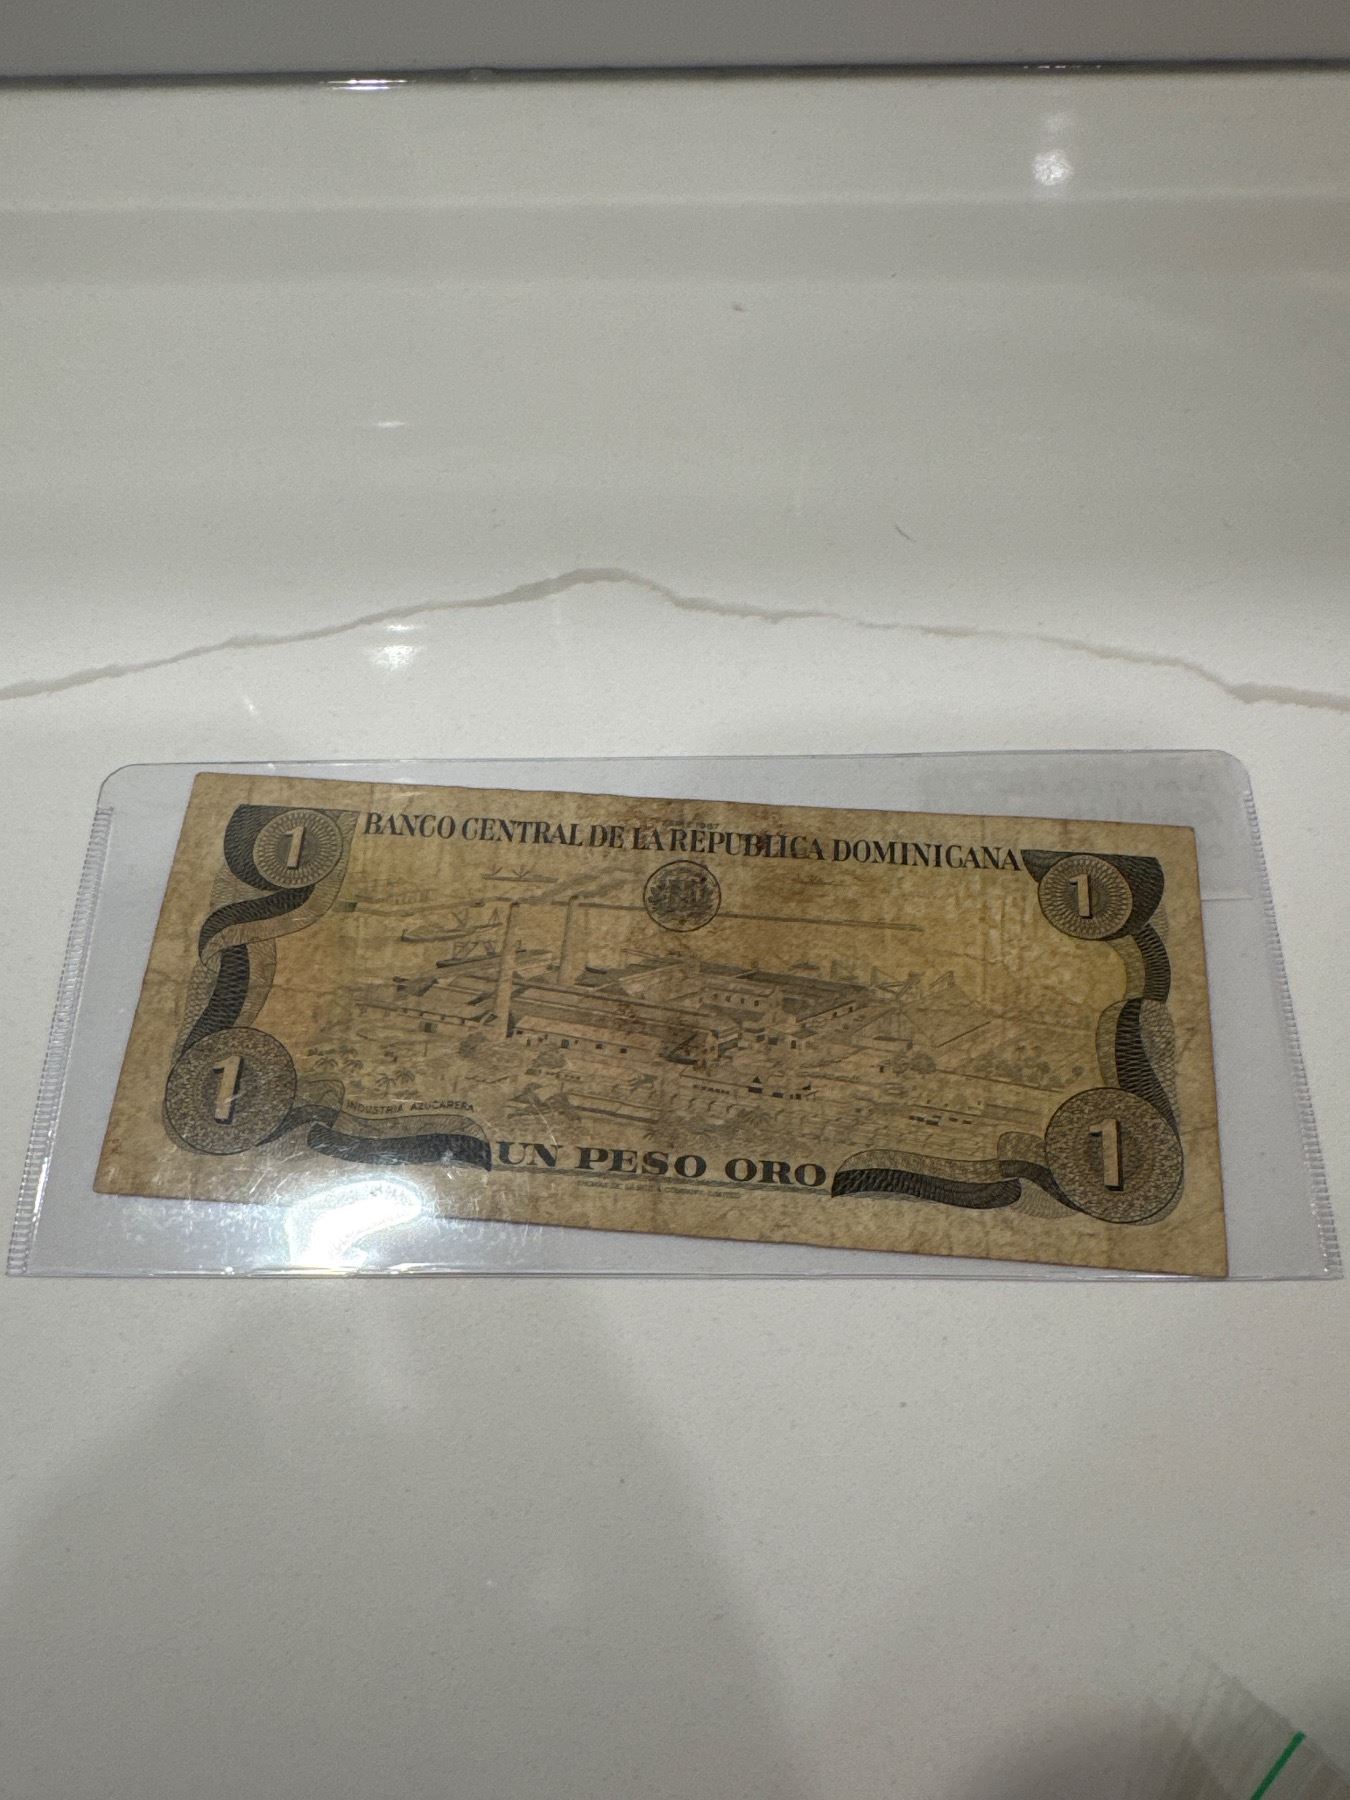 1
BANCO CENTRAL DE LA REPUBLICA DOMINICANA
1
1
INDUSTRIA AZUCARERA
UN PESO ORO
1